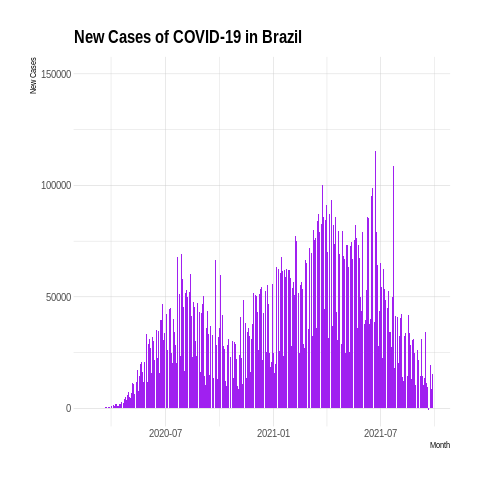 New Cases of COVID-19 in Brazil
New Cases
150000
100000
50000
0
2020-07
2021-01
2021-07
Month